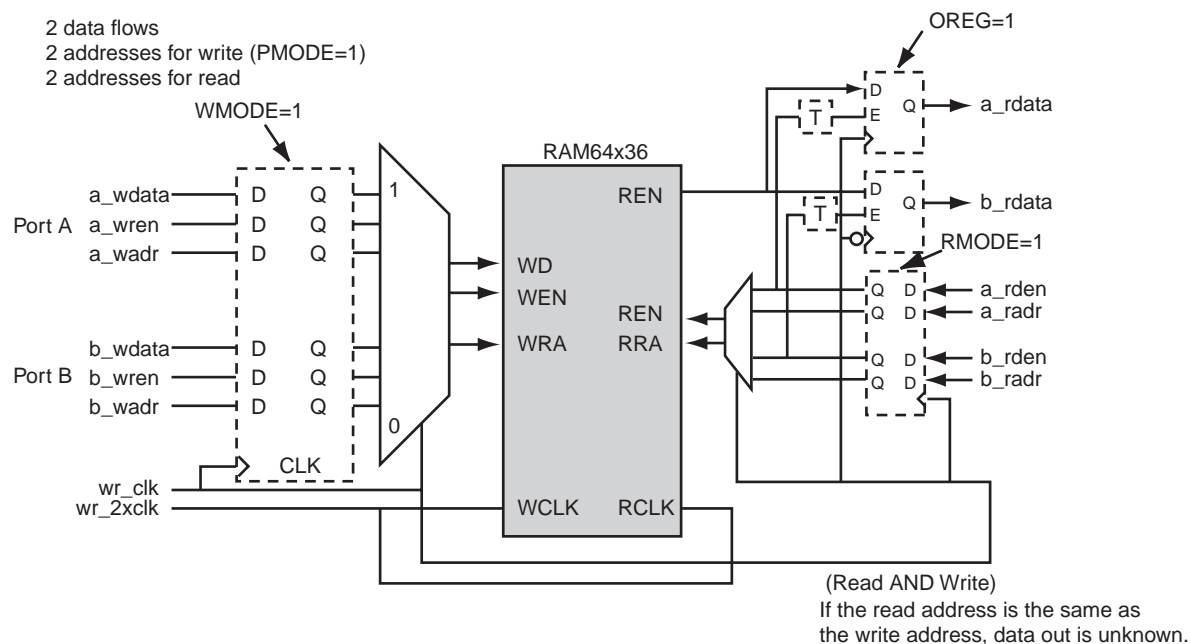 2 data flows
2 addresses for write (PMODE=1)
2 addresses for read
WMODE=1
OREG=1
D
E
Q
a_rdata
T
RAM64x36
REN
D
E
Q
b_rdata
T
RMODE=1
Port A
a_wdata
D
Q
1
a_wren
D
Q
a_wadr
D
Q
WD
WEN
WRA
REN
RRA
Q
D
a_rden
Q
D
a_radr
Q
D
b_rden
Q
D
b_radr
Port B
b_wdata
D
Q
b_wren
D
Q
b_wadr
D
Q
0
CLK
wr_clk
wr_2xclk
WCLK
RCLK
(Read AND Write)
If the read address is the same as
the write address, data out is unknown.